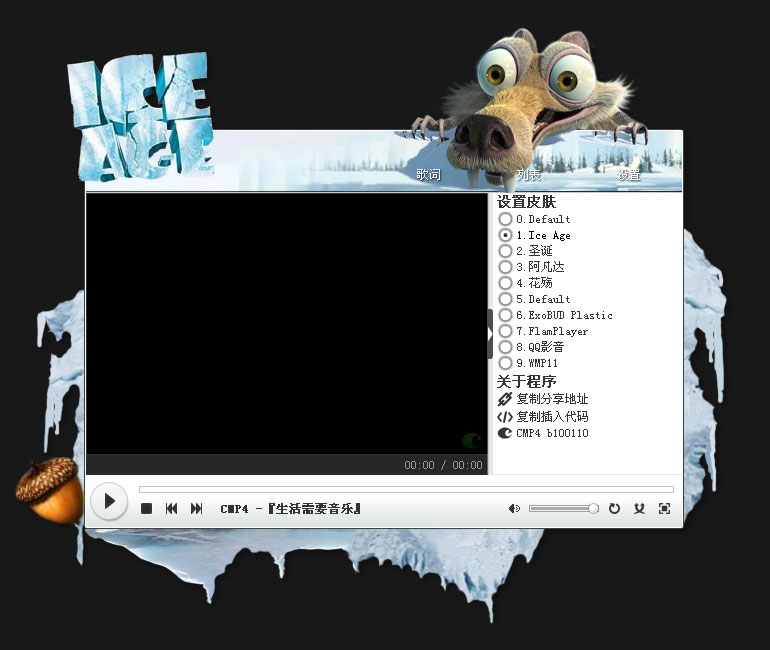 ICE
AGE
歌词
列表
设置
设置皮肤
0.Default
1.Ice Age
2.圣诞
3.阿凡达
4.花殇
5.Default
6.ExoBUD Plastic
7.FlamPlayer
8.QQ影音
9.WMP11
关于程序
复制分享地址
复制插入代码
CMP4 b100110
00:00 / 00:00
CMP4 -『生活需要音乐』